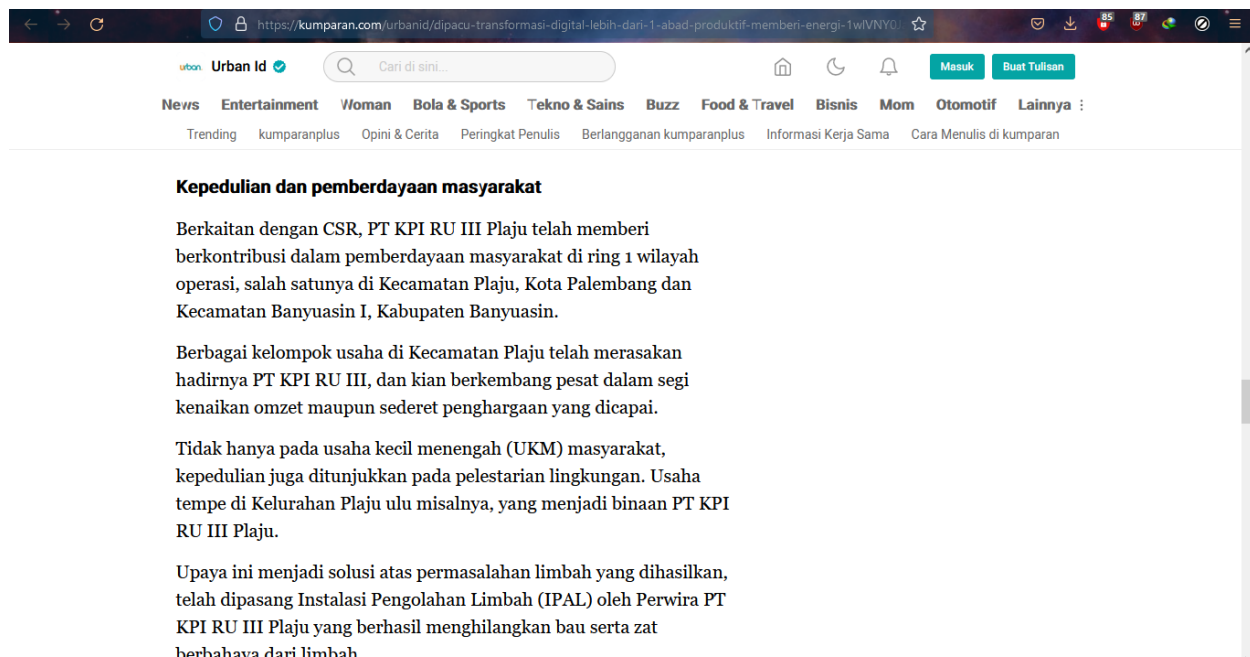 https://kumparan.com/urbanid/dipacu-transformasi-digital-lebih-dari-1-abad-produktif-memberi-energi-1wlVNY0J
85
87
urban Urban Id
Cari di sini...
Masuk
Buat Tulisan
News Entertainment Woman Bola & Sports Tekno & Sains Buzz Food & Travel Bisnis Mom Otomotif Lainnya
Trending kumparanplus Opini & Cerita Peringkat Penulis Berlangganan kumparanplus Informasi Kerja Sama Cara Menulis di kumparan
Kepedulian dan pemberdayaan masyarakat
Berkaitan dengan CSR, PT KPI RU III Plaju telah memberi
berkontribusi dalam pemberdayaan masyarakat di ring 1 wilayah
operasi, salah satunya di Kecamatan Plaju, Kota Palembang dan
Kecamatan Banyuasin I, Kabupaten Banyuasin.
Berbagai kelompok usaha di Kecamatan Plaju telah merasakan
hadirnya PT KPI RU III, dan kian berkembang pesat dalam segi
kenaikan omzet maupun sederet penghargaan yang dicapai.
Tidak hanya pada usaha kecil menengah (UKM) masyarakat,
kepedulian juga ditunjukkan pada pelestarian lingkungan. Usaha
tempe di Kelurahan Plaju ulu misalnya, yang menjadi binaan PT KPI
RU III Plaju.
Upaya ini menjadi solusi atas permasalahan limbah yang dihasilkan,
telah dipasang Instalasi Pengolahan Limbah (IPAL) oleh Perwira PT
KPI RU III Plaju yang berhasil menghilangkan bau serta zat
berbahaya dari limbah